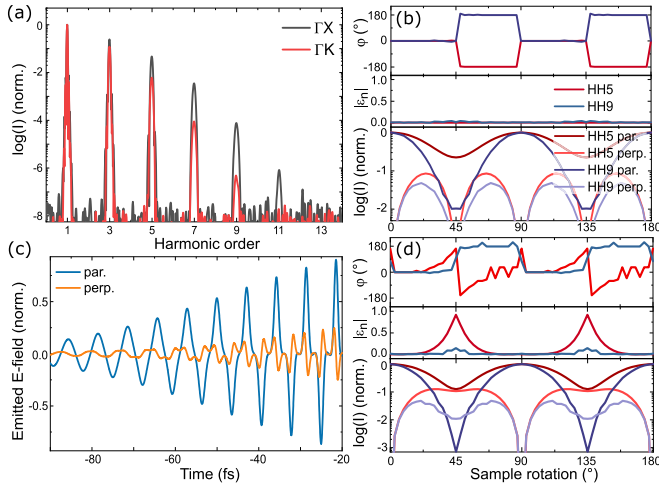 (a)
ΓX
ΓK
log(I) (norm.)
0
-2
-4
-6
-8
1 3 5 7 9 11 13
Harmonic order
(b)
φ (°)
180
0
-180
|εn|
1.0
0.5
0.0
HH5
HH9
log(I) (norm.)
0
-1
-2
HH5 par.
HH5 perp.
HH9 par.
HH9 perp.
0 45 90 135 180
(c)
par.
perp.
Emitted E-field (norm.)
0.5
0.0
-0.5
-80 -60 -40 -20
Time (fs)
(d)
φ (°)
180
0
180
|εn|
1.0
0.5
0.0
log(I) (norm.)
0
-1
-2
-3
0 45 90 135 180
Sample rotation (°)